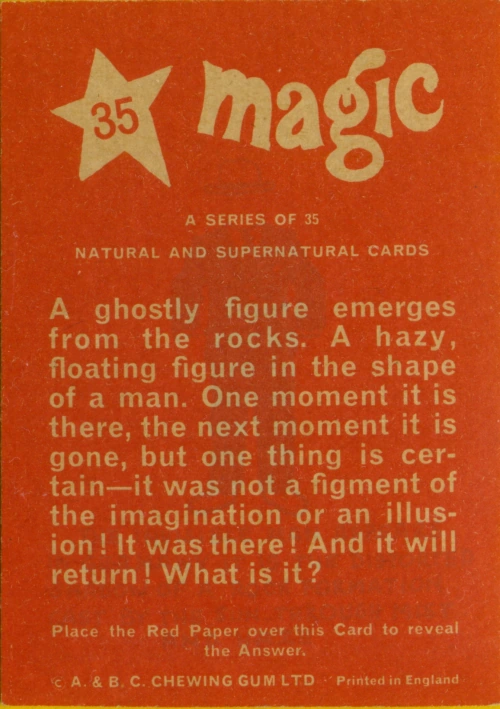 35
magic
A SERIES OF 35
NATURAL AND SUPERNATURAL CARDS
A ghostly figure emerges
from the rocks. A hazy,
floating figure in the shape
of a man. One moment it is
there, the next moment it is
gone, but one thing is cer-
tain—it was not a figment of
the imagination or an illus-
ion! It was there! And it will
return! What is it?
Place the Red Paper over this Card to reveal
the Answer.
c A. & B. C. CHEWING GUM LTD Printed in England